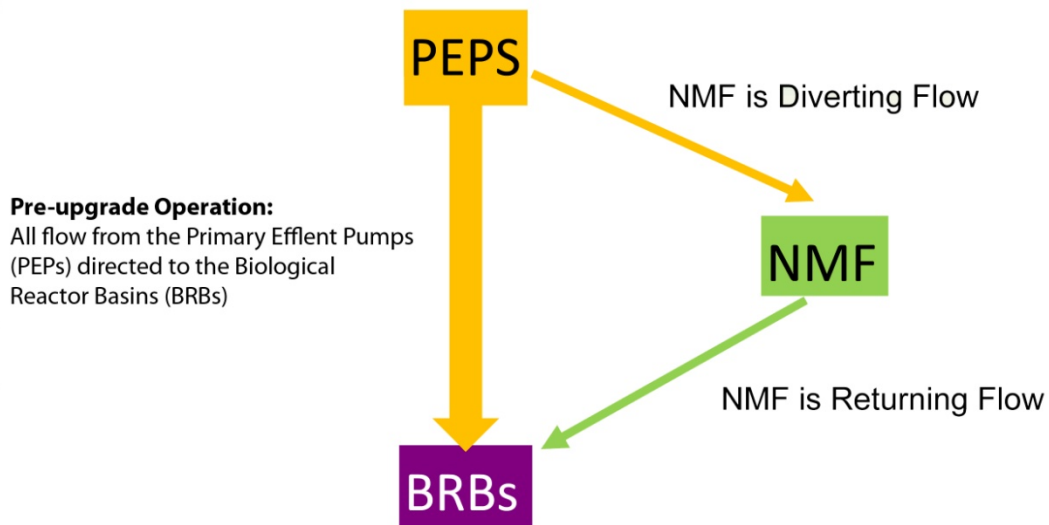 PEPS
NMF is Diverting Flow
Pre-upgrade Operation:
All flow from the Primary Efflent Pumps
(PEPs) directed to the Biological
Reactor Basins (BRBs)
NMF
NMF is Returning Flow
BRBs